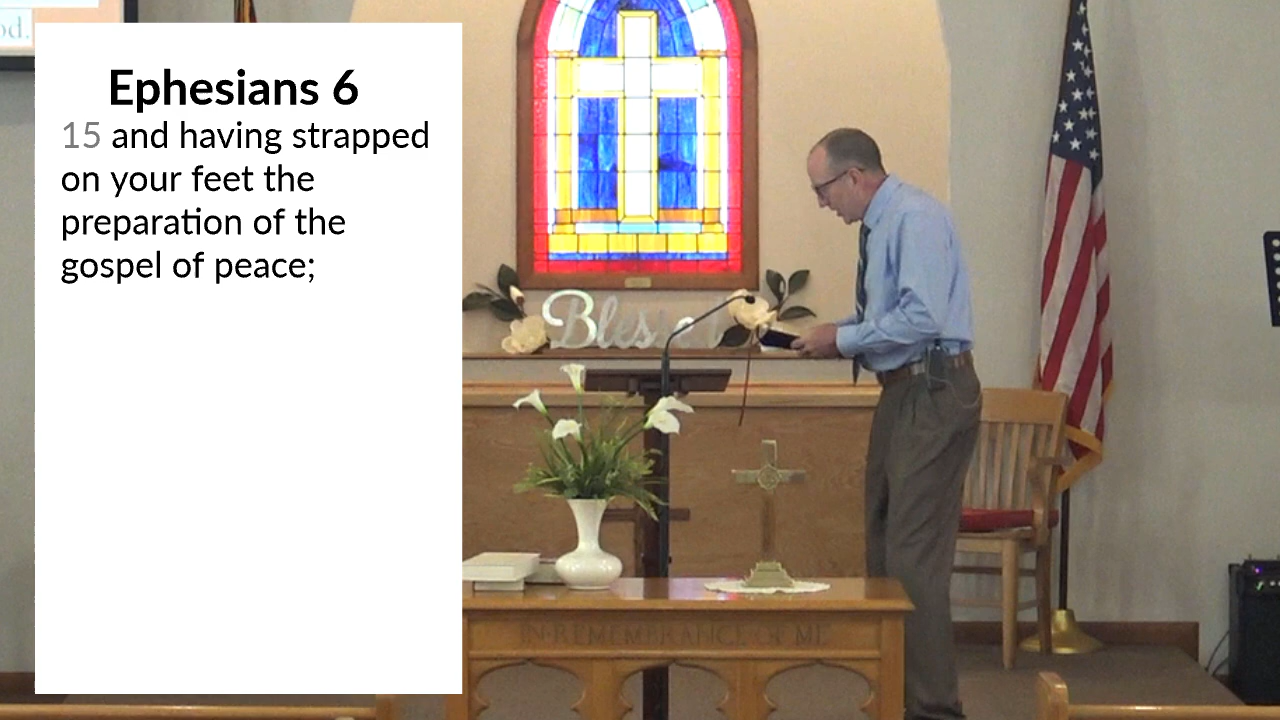 od.
Ephesians 6
15 and having strapped
on your feet the
preparation of the
gospel of peace;
Blessed
IN REMEMBRANCE OF ME